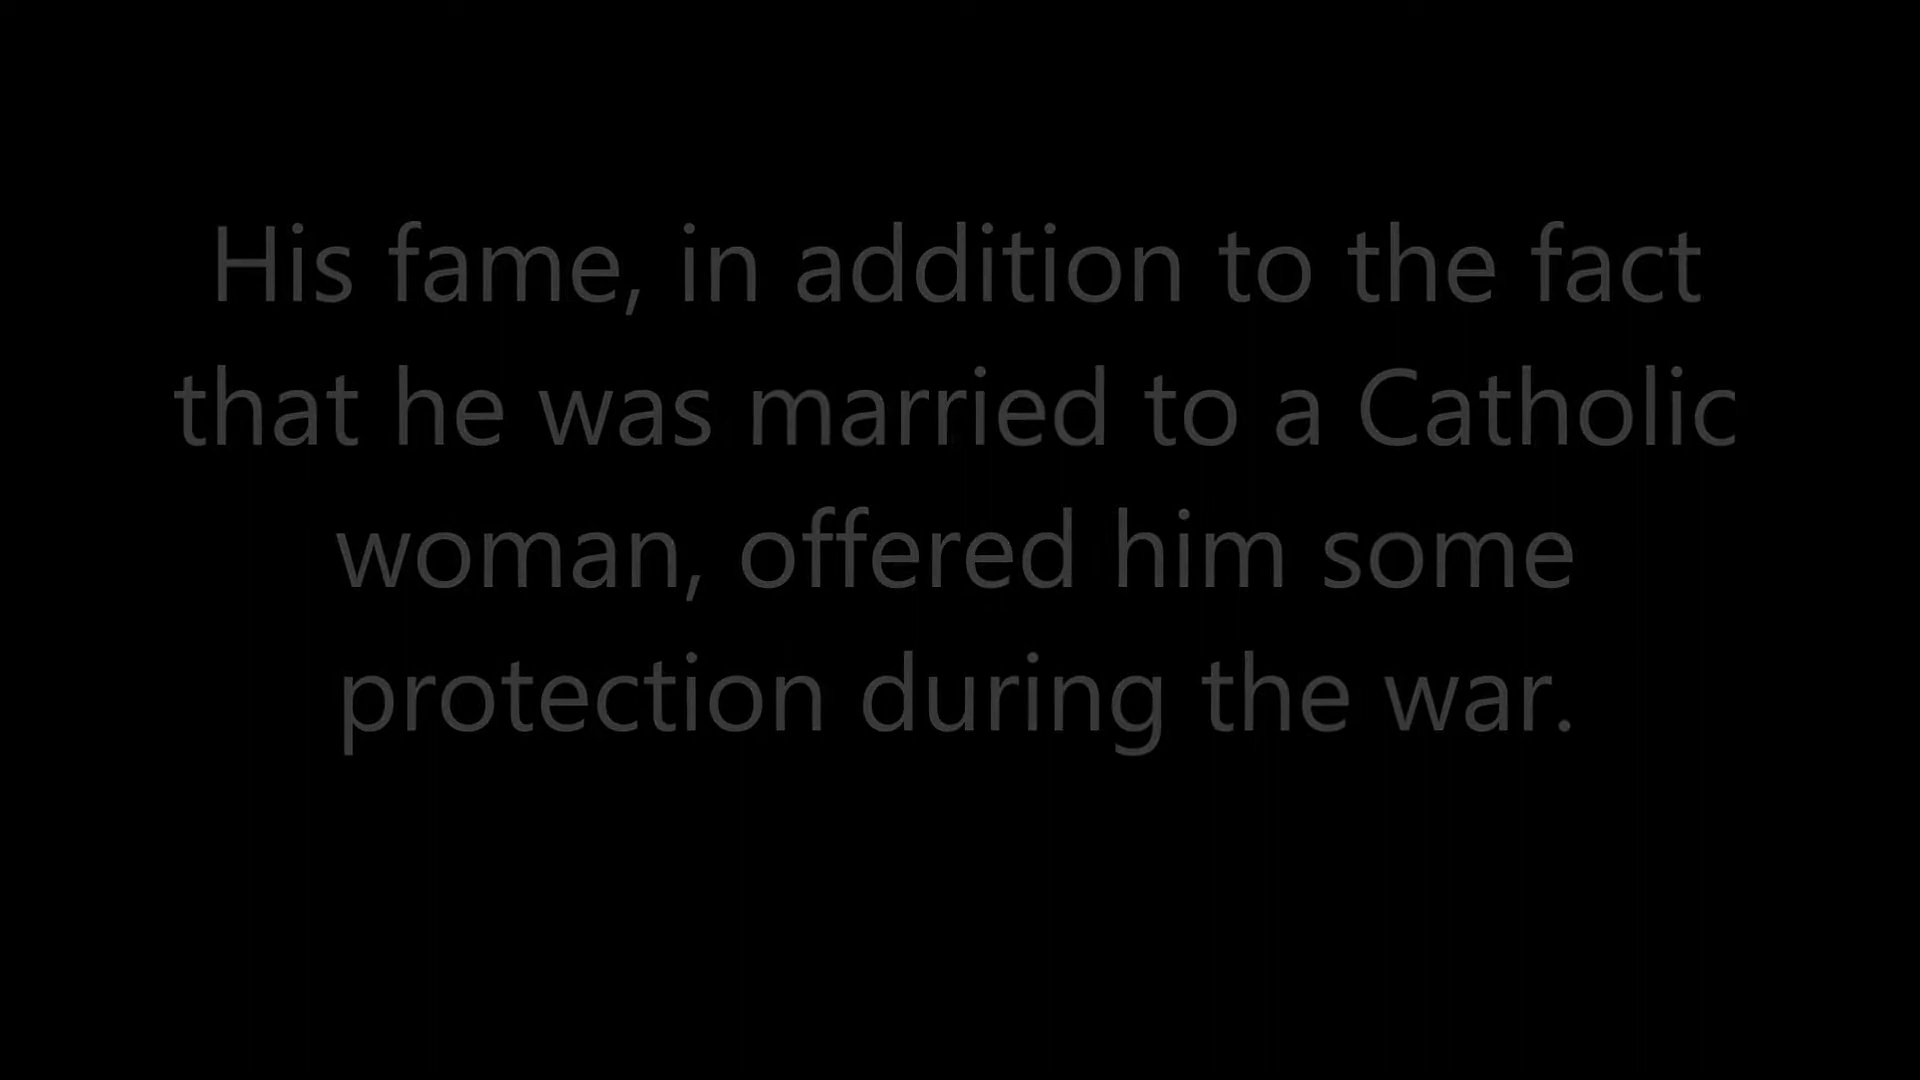 His fame, in addition to the fact
that he was married to a Catholic
woman, offered him some
protection during the war.